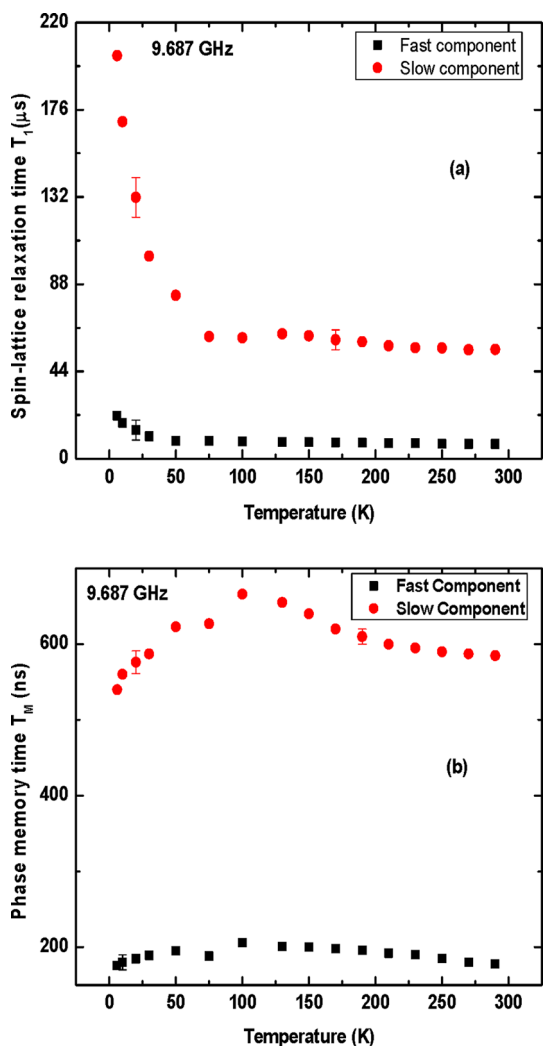 220
176
132
88
44
0
Spin-lattice relaxation time T1 (μs)
9.687 GHz
Fast component
Slow component
(a)
0 50 100 150 200 250 300
Temperature (K)
600
400
200
Phase memory time TM (ns)
9.687 GHz
Fast Component
Slow Component
(b)
0 50 100 150 200 250 300
Temperature (K)